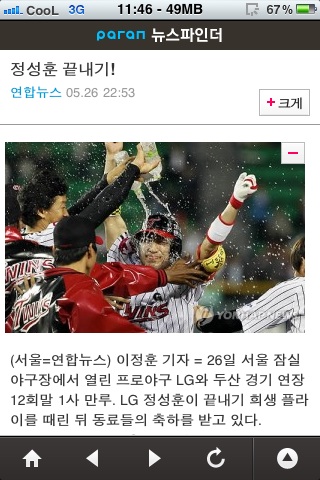 CooL 3G 11:46 - 49MB 67%
paran 뉴스파인더
정성훈 끝내기!
연합뉴스 05.26 22:53
+ 크게
TWINS
YONHAPNEWS
(서울=연합뉴스) 이정훈 기자 = 26일 서울 잠실
야구장에서 열린 프로야구 LG와 두산 경기 연장
12회말 1사 만루. LG 정성훈이 끝내기 희생 플라
이를 때린 뒤 동료들의 축하를 받고 있다.